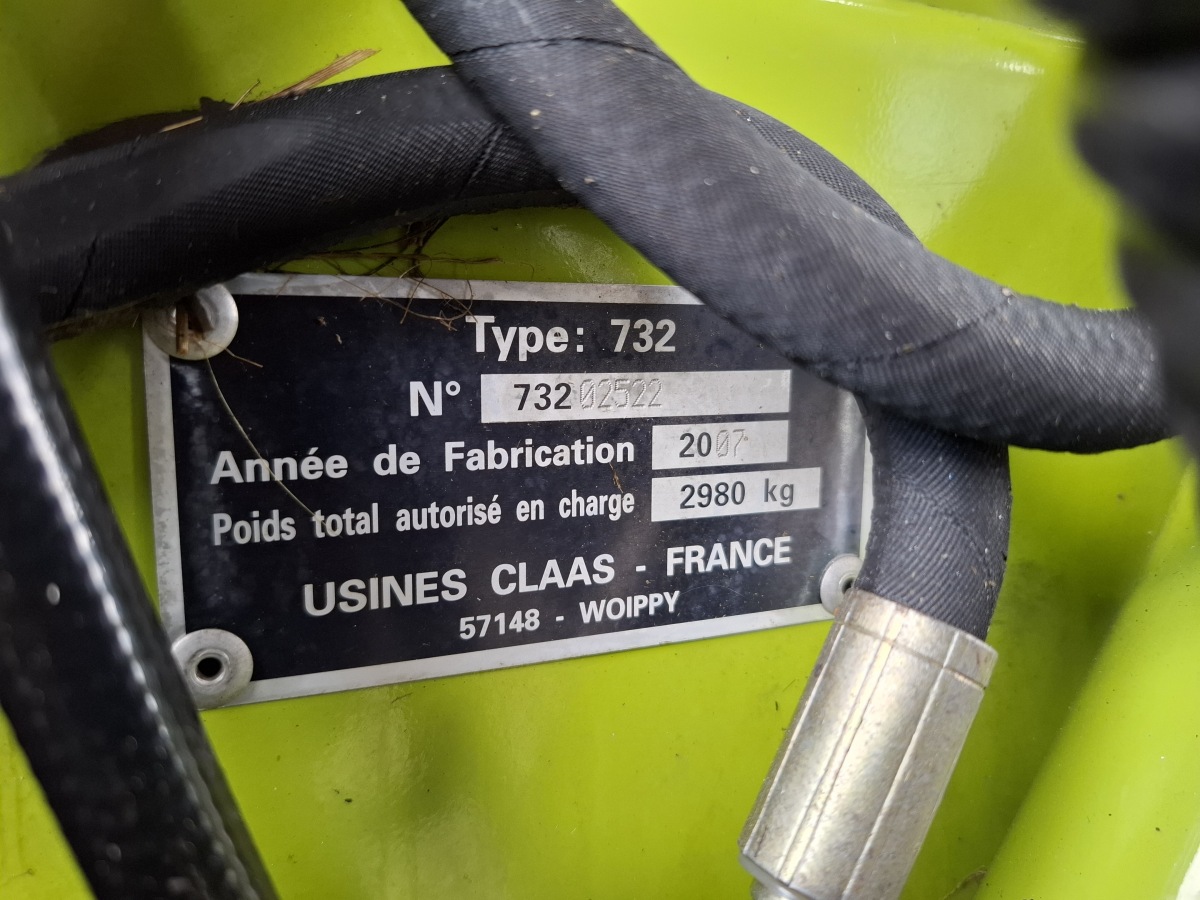 Type: 732
N° 73202522
Année de Fabrication 2007
Poids total autorisé en charge 2980 kg
USINES CLAAS - FRANCE
57148 - WOIPPY